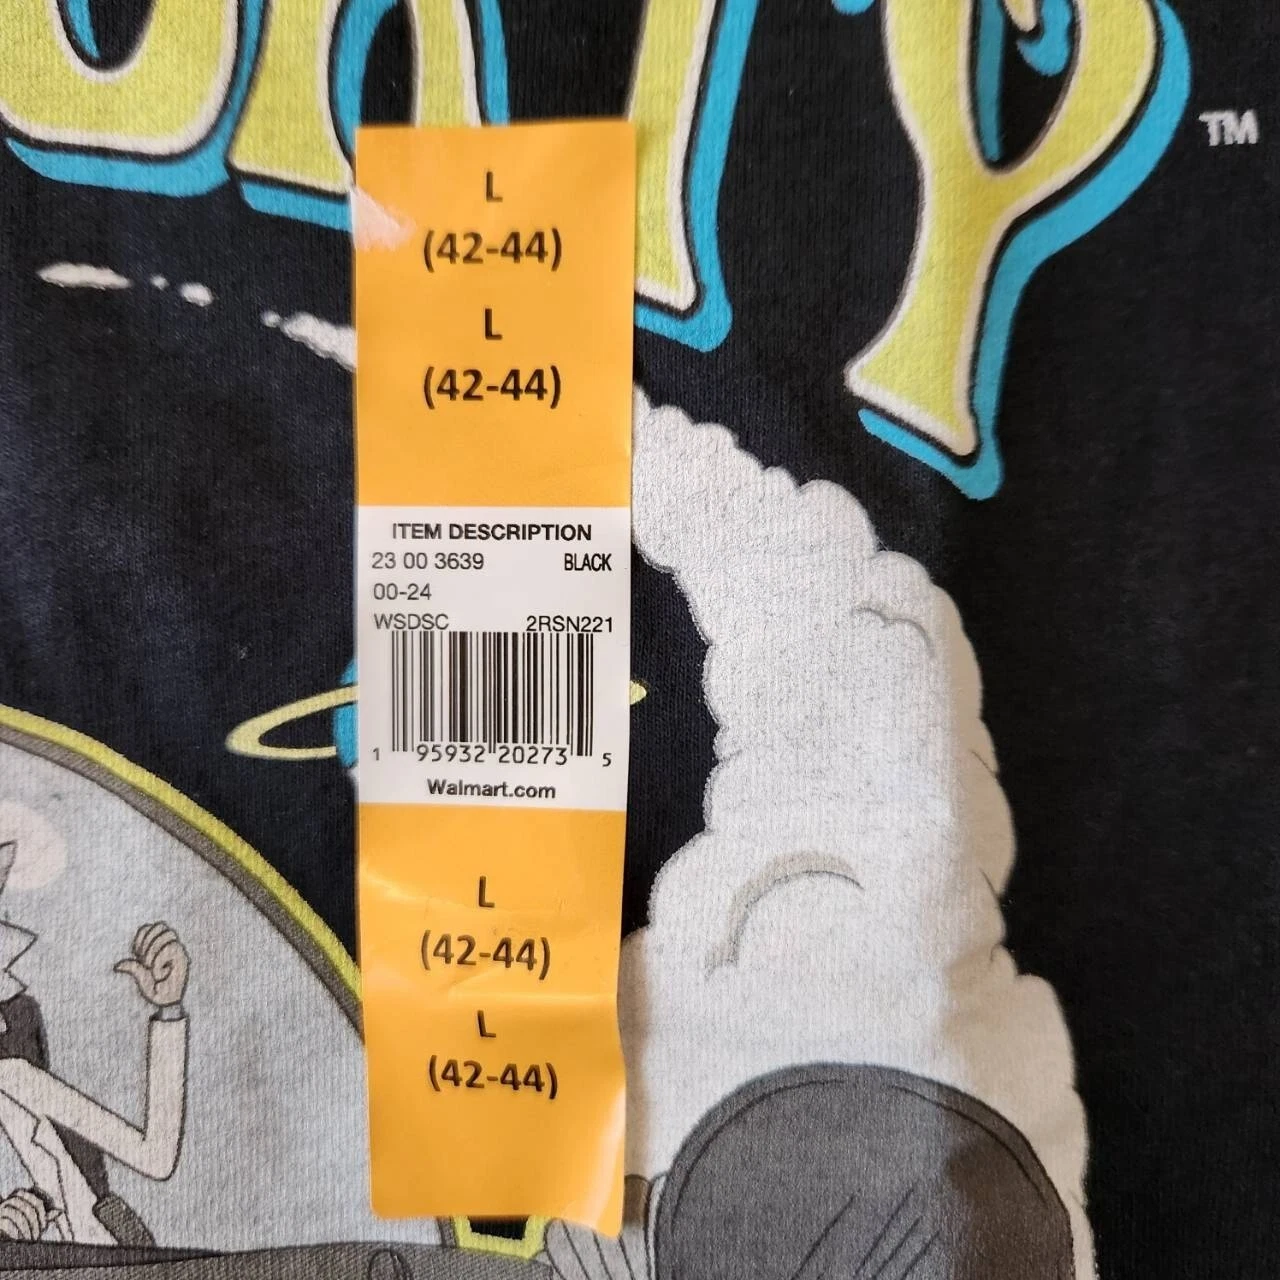 ORTY
TM
L
(42-44)
L
(42-44)
ITEM DESCRIPTION
23 00 3639 BLACK
00-24
WSDSC 2RSN221
1 95932 20273 5
Walmart.com
L
(42-44)
L
(42-44)